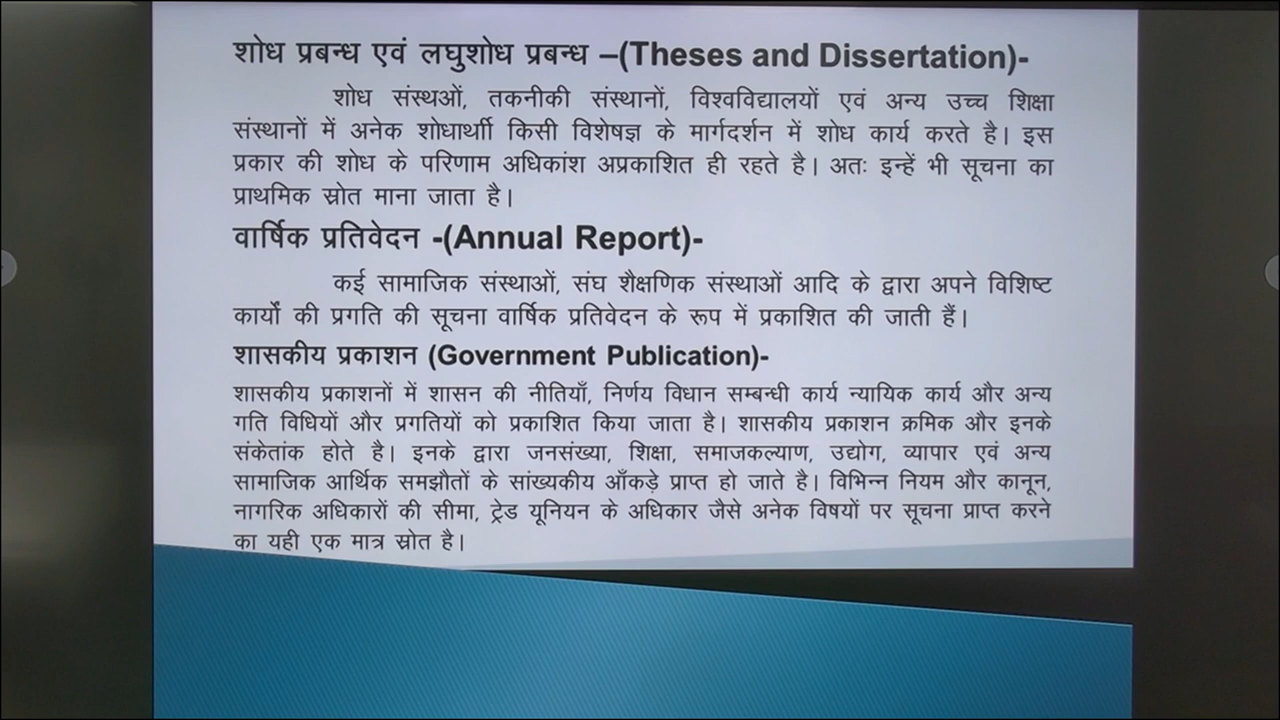 शोध प्रबन्ध एवं लघुशोध प्रबन्ध –(Theses and Dissertation)-
शोध संस्थओं, तकनीकी संस्थानों, विश्वविद्यालयों एवं अन्य उच्च शिक्षा
संस्थानों में अनेक शोधार्थीी किसी विशेषज्ञ के मार्गदर्शन में शोध कार्य करते है। इस
प्रकार की शोध के परिणाम अधिकांश अप्रकाशित ही रहते है। अतः इन्हें भी सूचना का
प्राथमिक स्रोत माना जाता है।
वार्षिक प्रतिवेदन -(Annual Report)-
कई सामाजिक संस्थाओं, संघ शैक्षणिक संस्थाओं आदि के द्वारा अपने विशिष्ट
कार्यों की प्रगति की सूचना वार्षिक प्रतिवेदन के रूप में प्रकाशित की जाती हैं।
शासकीय प्रकाशन (Government Publication)-
शासकीय प्रकाशनों में शासन की नीतियाँ, निर्णय विधान सम्बन्धी कार्य न्यायिक कार्य और अन्य
गति विधियों और प्रगतियों को प्रकाशित किया जाता है। शासकीय प्रकाशन क्रमिक और इनके
संकेतांक होते है। इनके द्वारा जनसंख्या, शिक्षा, समाजकल्याण, उद्योग, व्यापार एवं अन्य
सामाजिक आर्थिक समझौतों के सांख्यकीय आँकड़े प्राप्त हो जाते है। विभिन्न नियम और कानून,
नागरिक अधिकारों की सीमा, ट्रेड यूनियन के अधिकार जैसे अनेक विषयों पर सूचना प्राप्त करने
का यही एक मात्र स्रोत है।